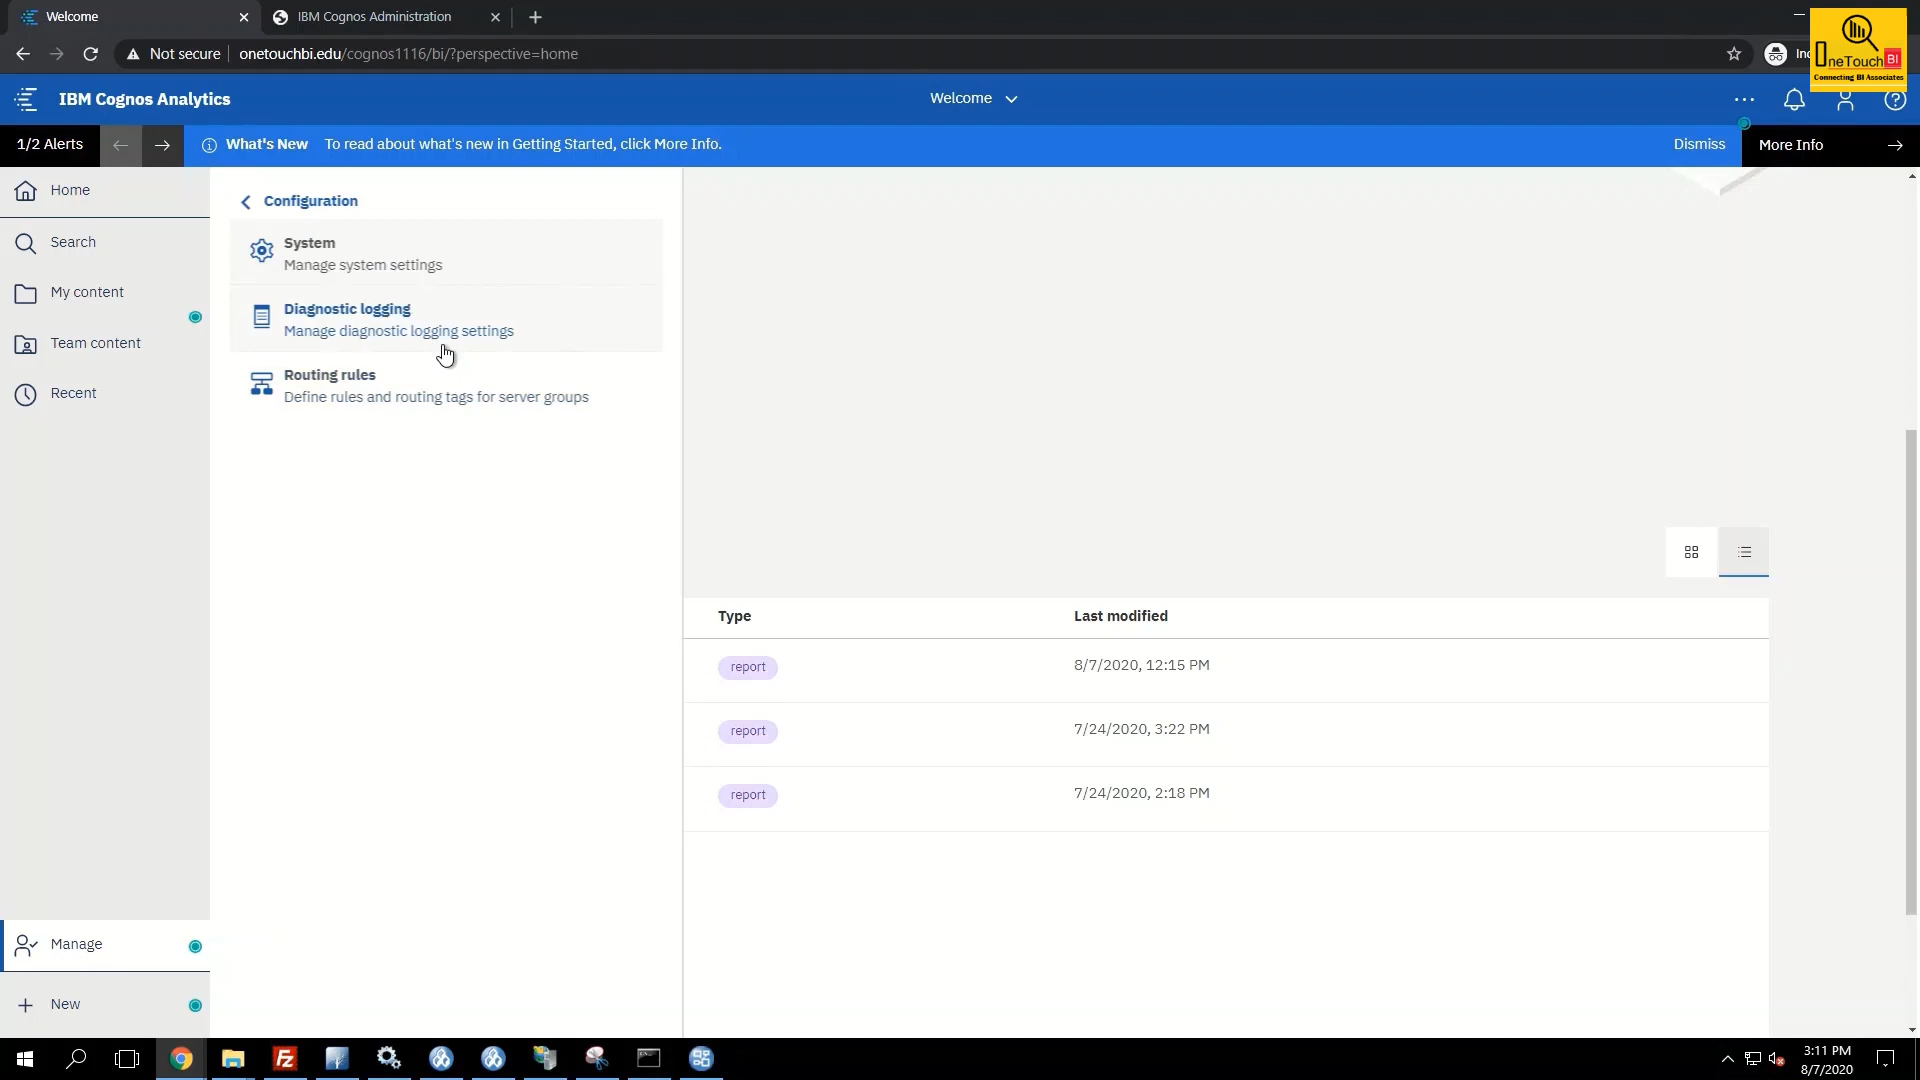 Welcome
IBM Cognos Administration
Not secure
onetouchbi.edu/cognos1116/bi/?perspective=home
OneTouch BI
Connecting BI Associates
IBM Cognos Analytics
Welcome
1/2 Alerts
What's New
To read about what's new in Getting Started, click More Info.
Dismiss
More Info
Home
Search
My content
Team content
Recent
Manage
New
Configuration
System
Manage system settings
Diagnostic logging
Manage diagnostic logging settings
Routing rules
Define rules and routing tags for server groups
Type
Last modified
report
8/7/2020, 12:15 PM
report
7/24/2020, 3:22 PM
report
7/24/2020, 2:18 PM
3:11 PM
8/7/2020